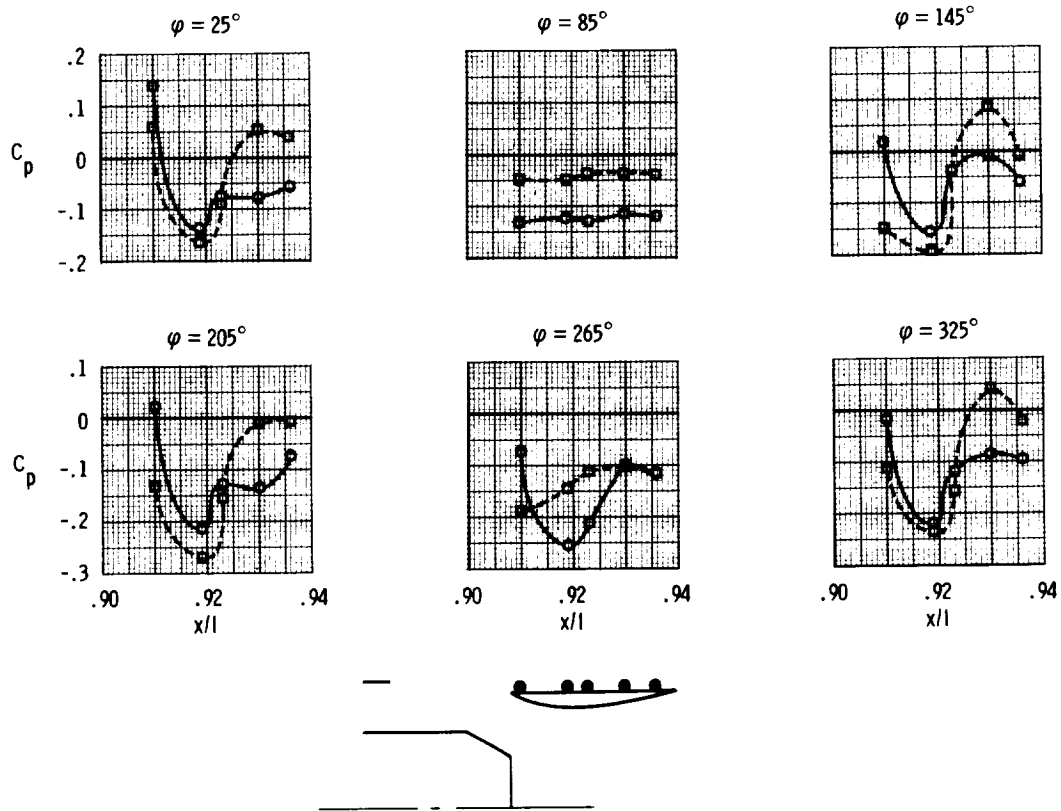 φ = 25° φ = 85° φ = 145°
.2
.1
0
C_p
-.1
-.2
φ = 205° φ = 265° φ = 325°
.1
0
-.1
C_p
-.2
-.3
.90 .92 .94 .90 .92 .94 .90 .92 .94
x/l x/l x/l